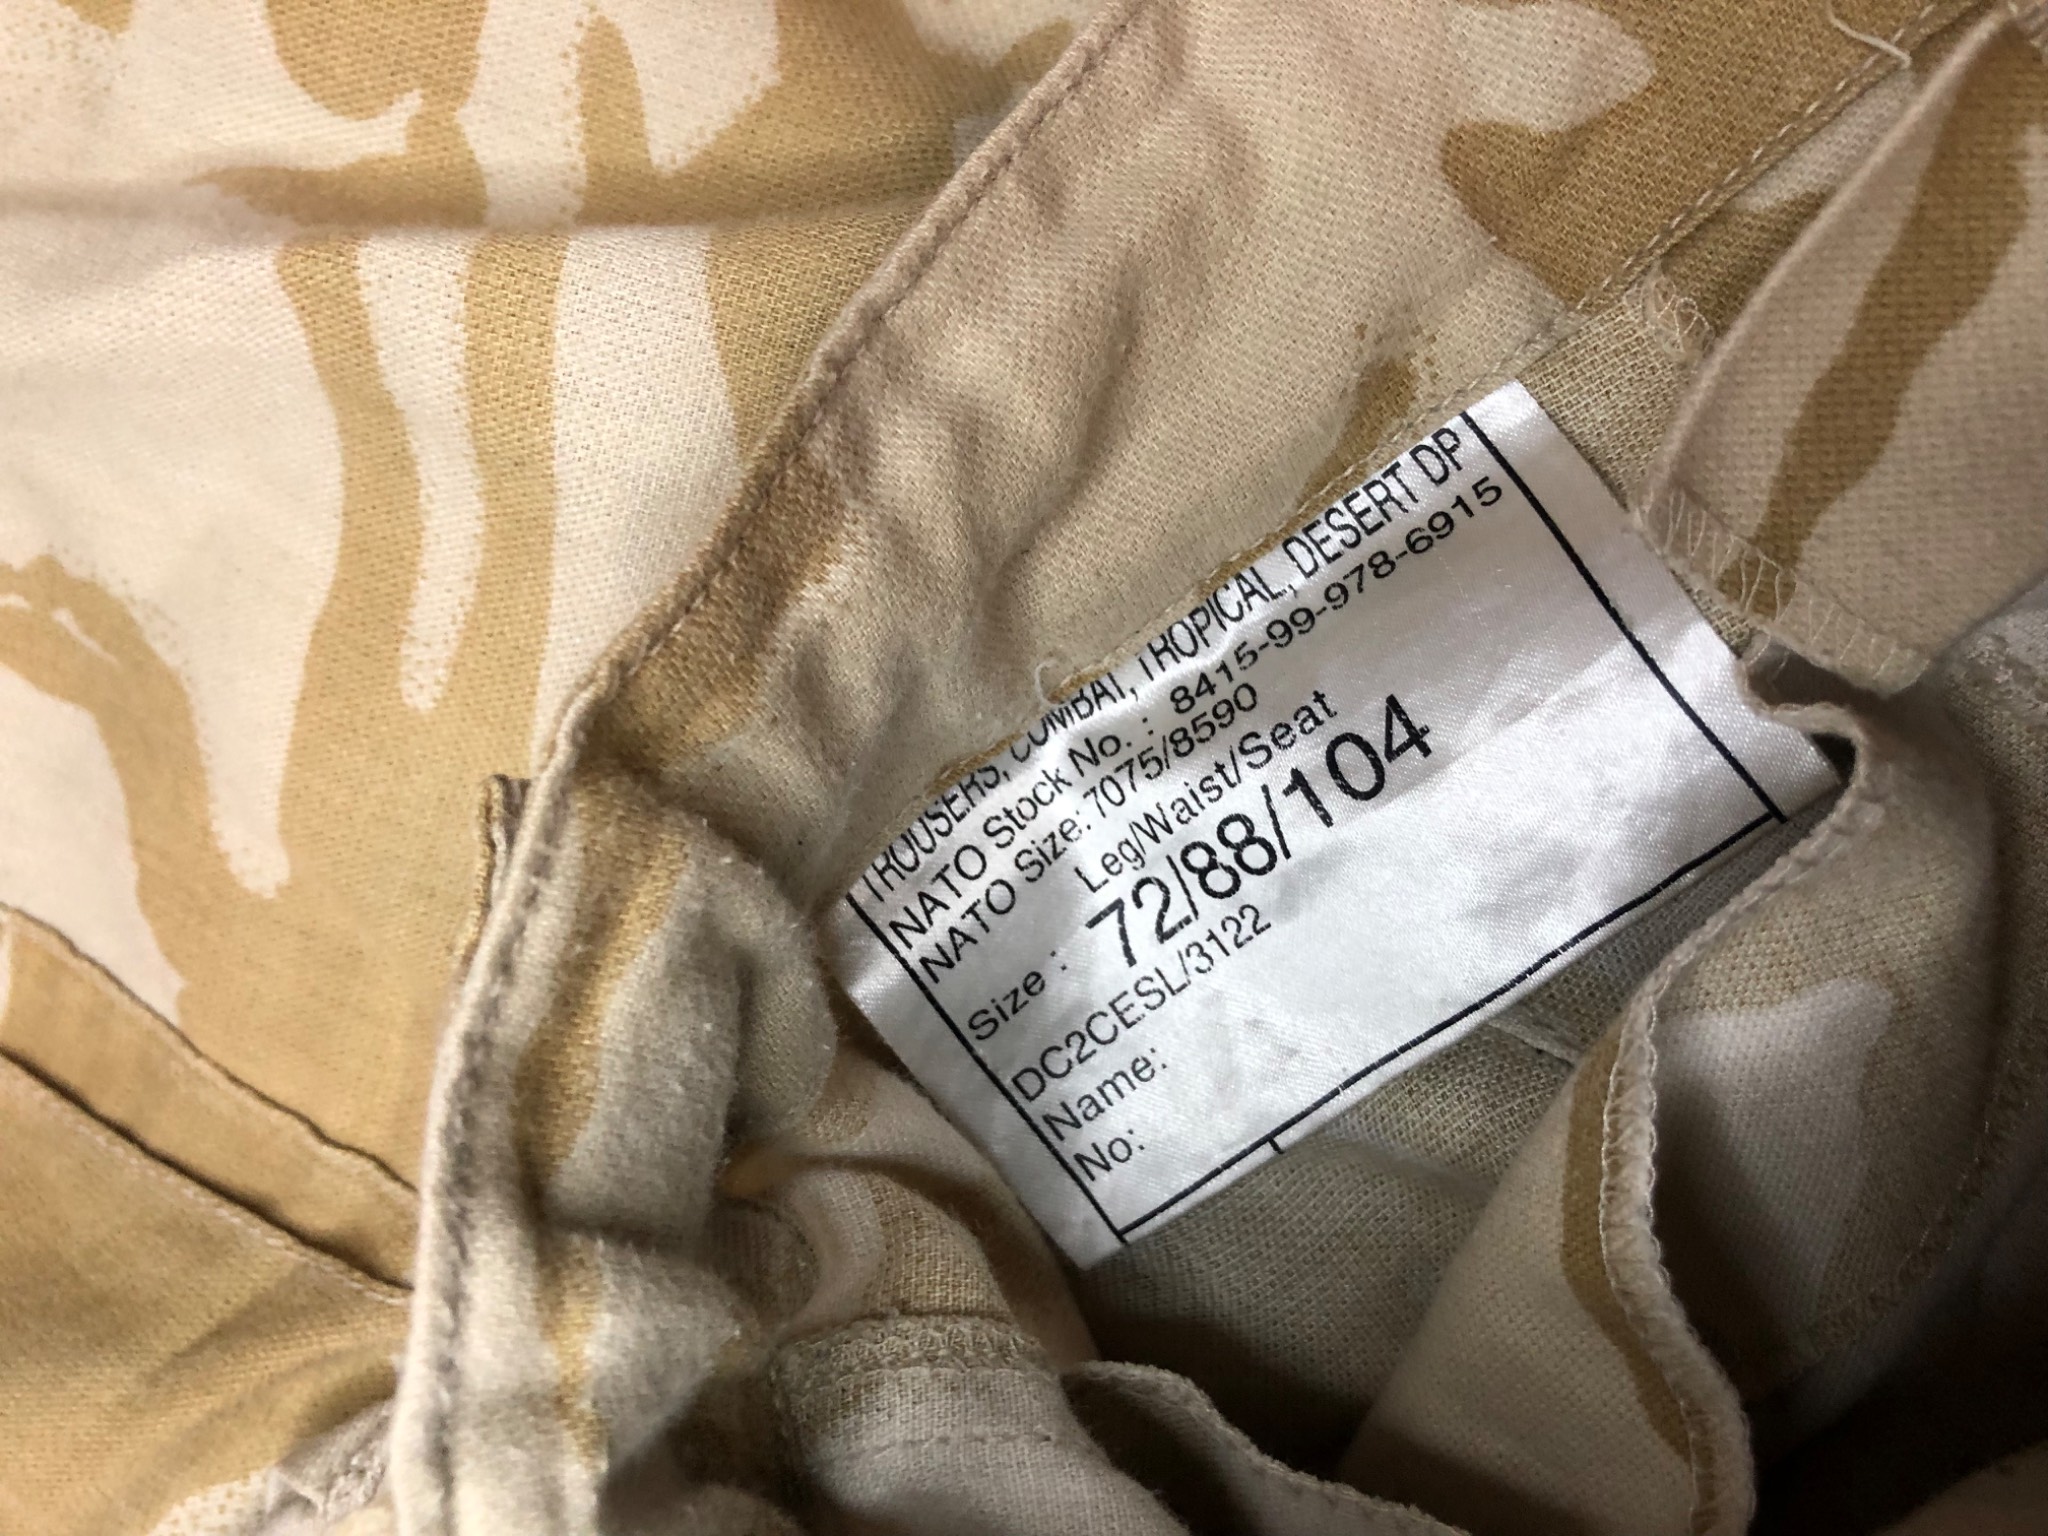 TROUSERS, COMBAT, TROPICAL, DESERT DP
NATO Stock No. : 8415-99-978-6915
NATO Size: 7075/8590
Leg/Waist/Seat
Size : 72/88/104
DC2CESL/3122
Name:
No: